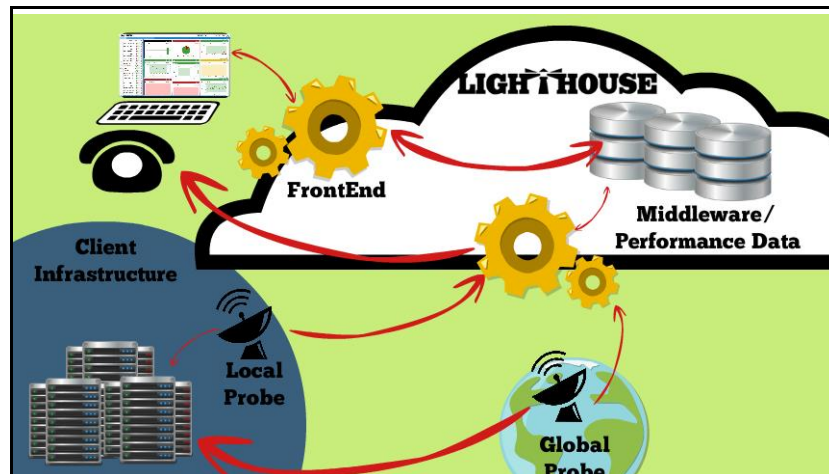 LIGHTHOUSE
FrontEnd
Middleware/
Performance Data
Client
Infrastructure
Local
Probe
Global
Probe